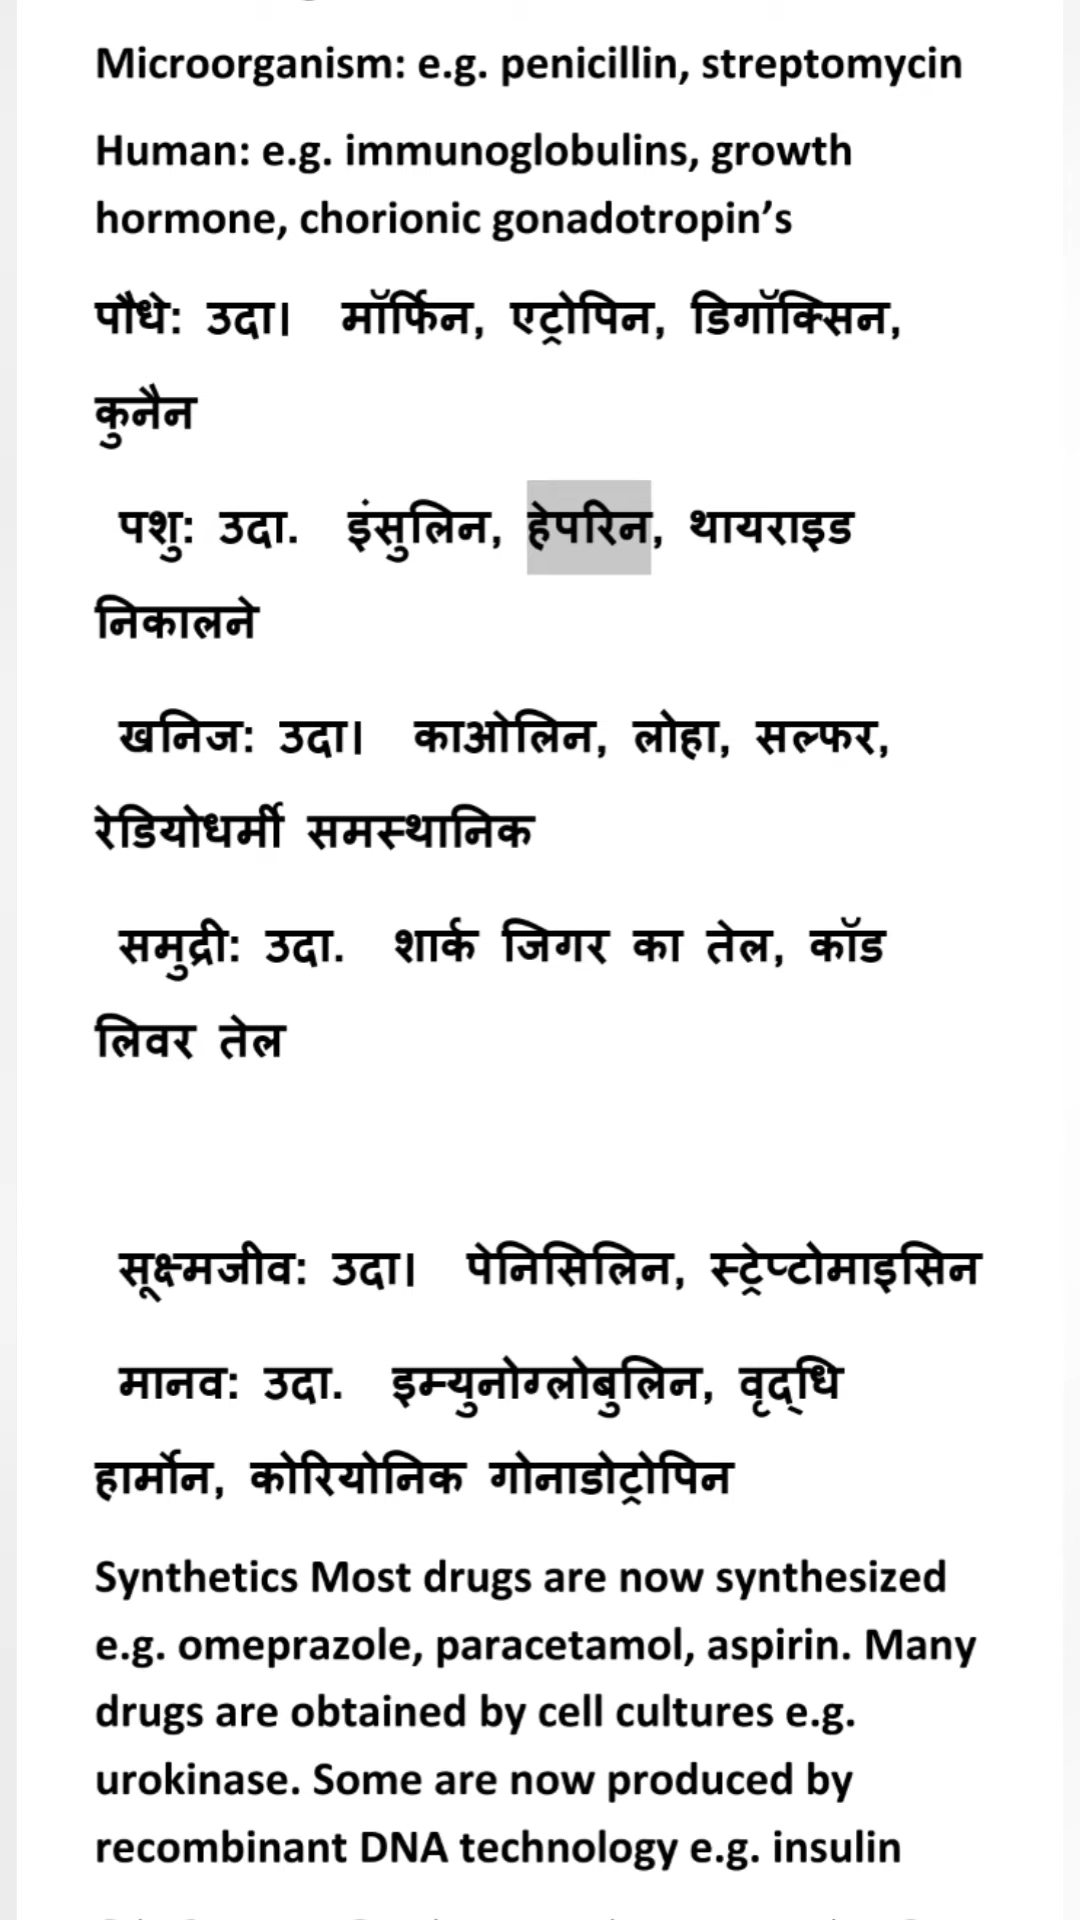 Microorganism: e.g. penicillin, streptomycin
Human: e.g. immunoglobulins, growth
hormone, chorionic gonadotropin’s
पौधे: उदा। मॉर्फिन, एट्रोपिन, डिगॉक्सिन,
कुनैन
पशु: उदा. इंसुलिन, हेपरिन, थायराइड
निकालने
खनिज: उदा। काओलिन, लोहा, सल्फर,
रेडियोधर्मी समस्थानिक
समुद्री: उदा. शार्क जिगर का तेल, कॉड
लिवर तेल
सूक्ष्मजीव: उदा। पेनिसिलिन, स्ट्रेप्टोमाइसिन
मानव: उदा. इम्युनोग्लोबुलिन, वृद्धि
हार्मोन, कोरियोनिक गोनाडोट्रोपिन
Synthetics Most drugs are now synthesized
e.g. omeprazole, paracetamol, aspirin. Many
drugs are obtained by cell cultures e.g.
urokinase. Some are now produced by
recombinant DNA technology e.g. insulin